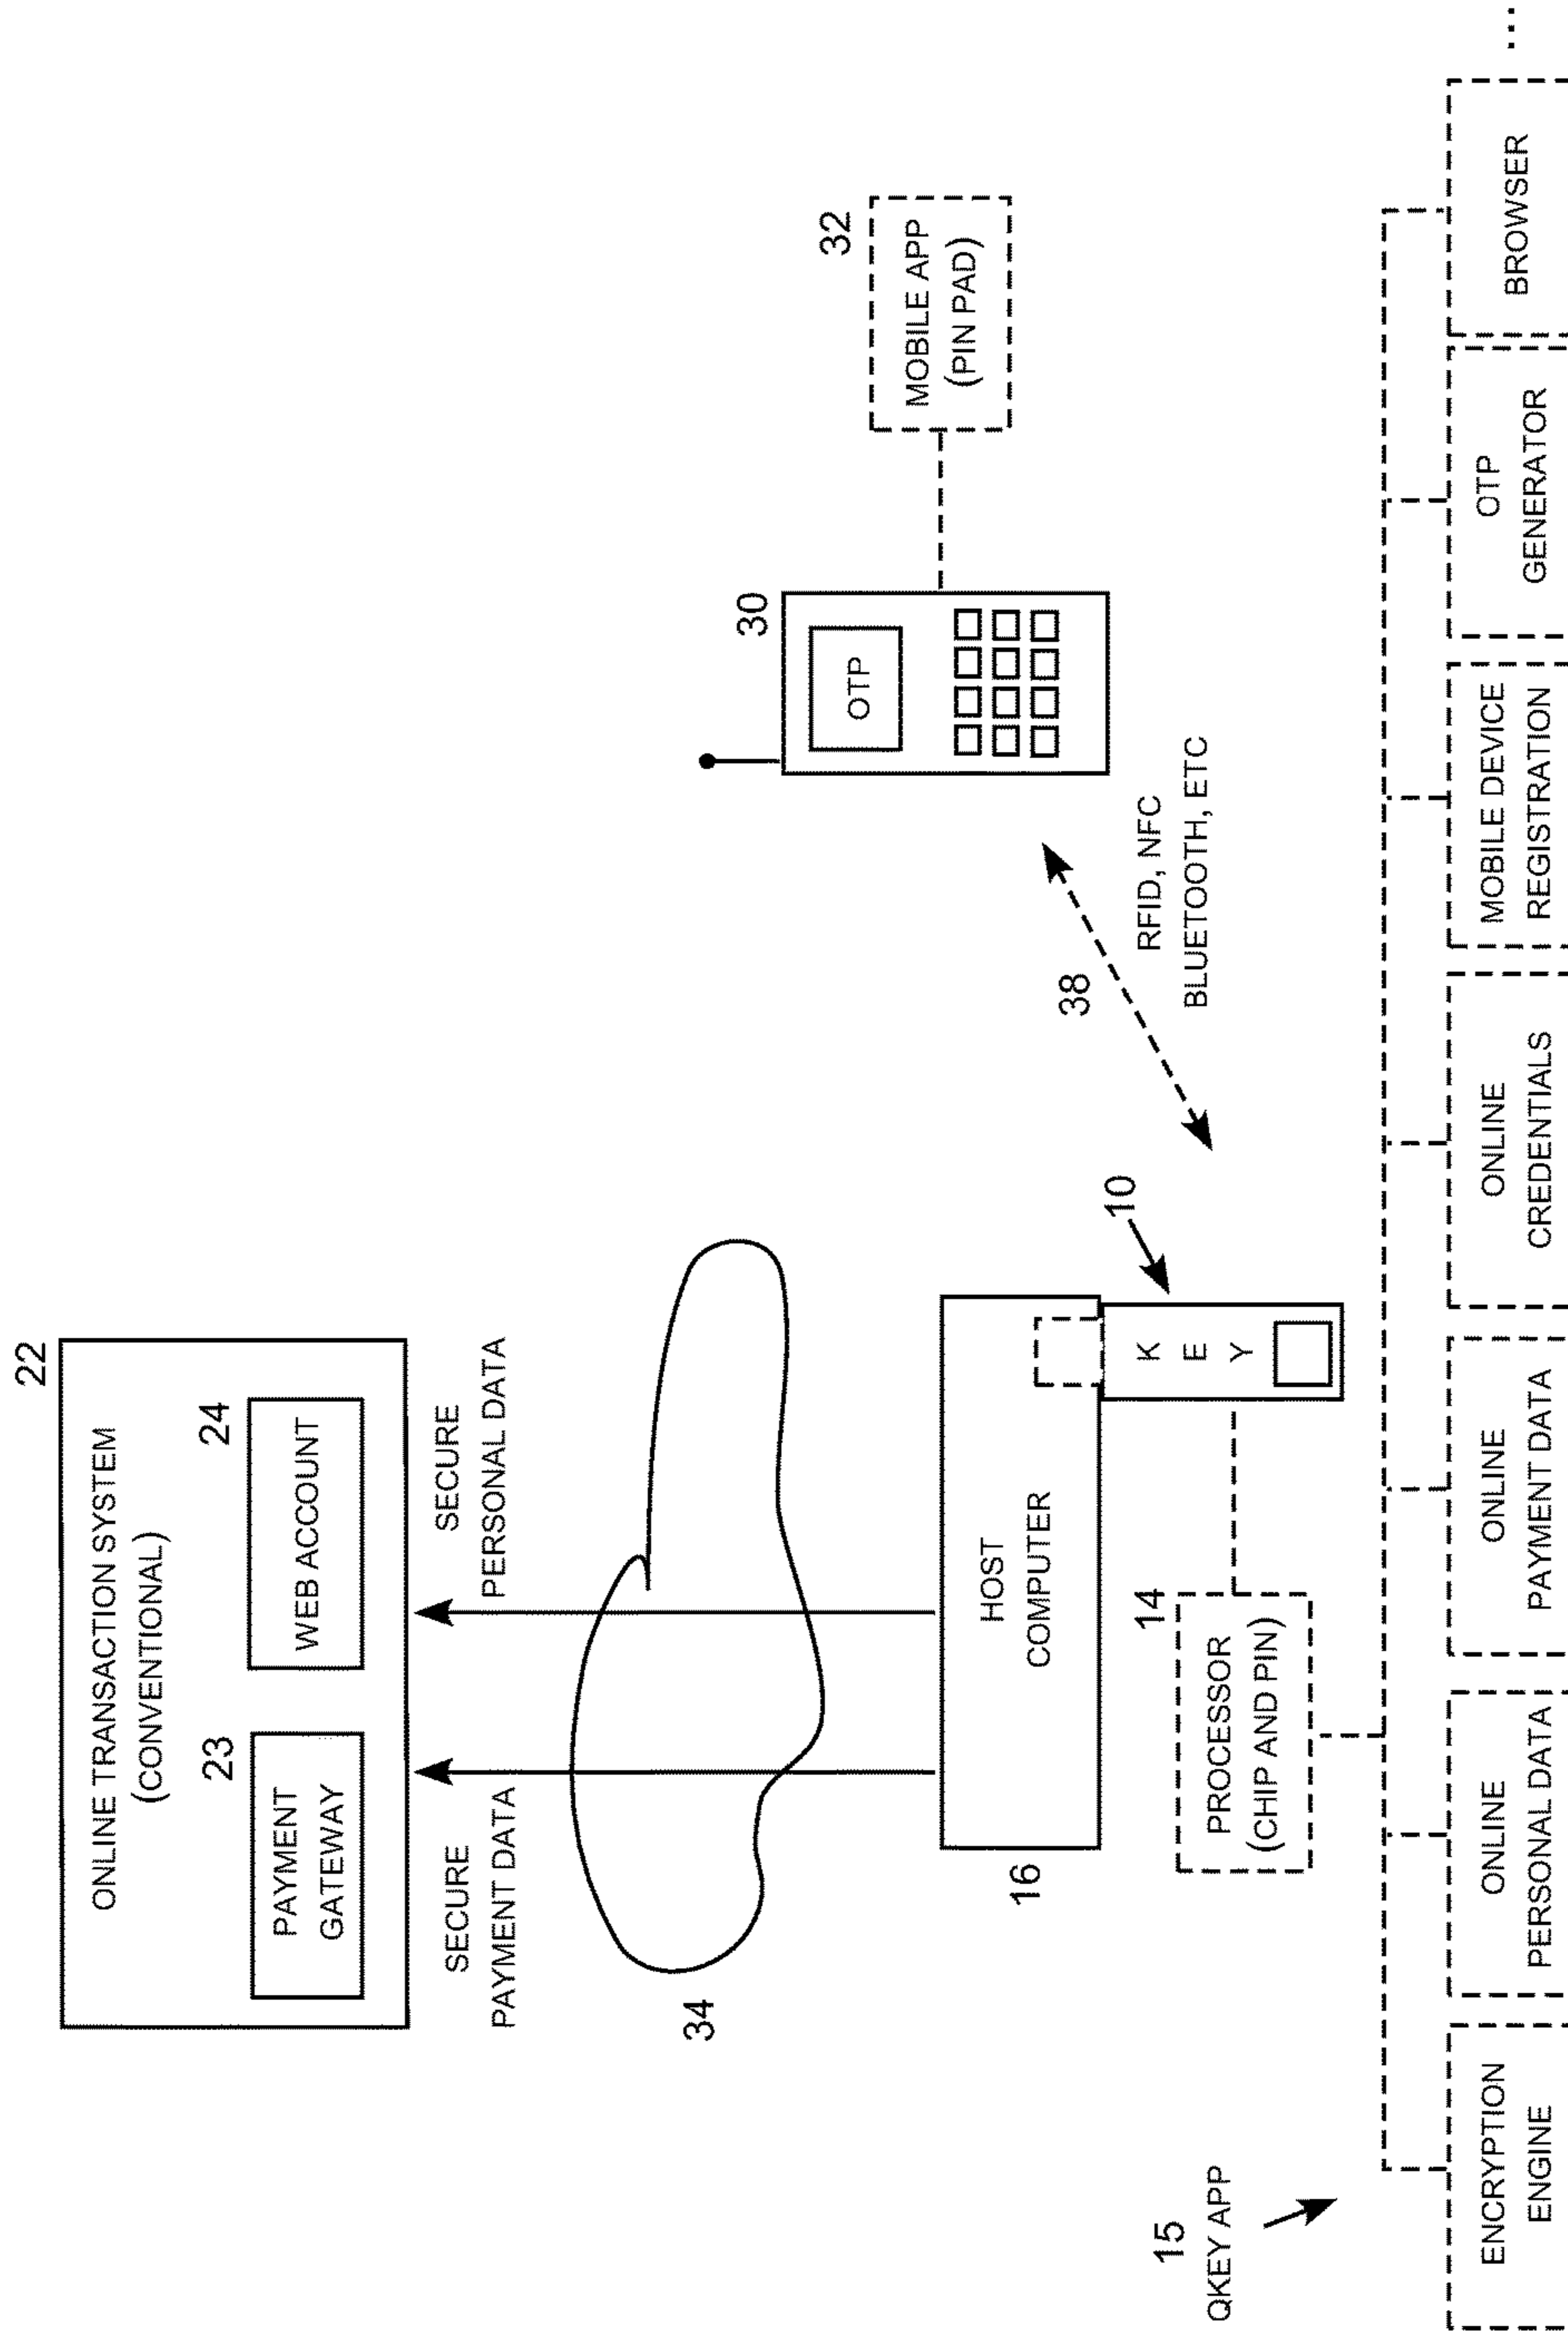 22
ONLINE TRANSACTION SYSTEM
(CONVENTIONAL)
23
PAYMENT
GATEWAY
24
WEB ACCOUNT
SECURE
PAYMENT DATA
SECURE
PERSONAL DATA
34
30
OTP
32
MOBILE APP
(PIN PAD)
16
HOST
COMPUTER
38
RFID, NFC
BLUETOOTH, ETC
10
K
E
Y
14
PROCESSOR
(CHIP AND PIN)
15
QKEY APP
ENCRYPTION
ENGINE
ONLINE
PERSONAL DATA
ONLINE
PAYMENT DATA
ONLINE
CREDENTIALS
MOBILE DEVICE
REGISTRATION
OTP
GENERATOR
BROWSER
...